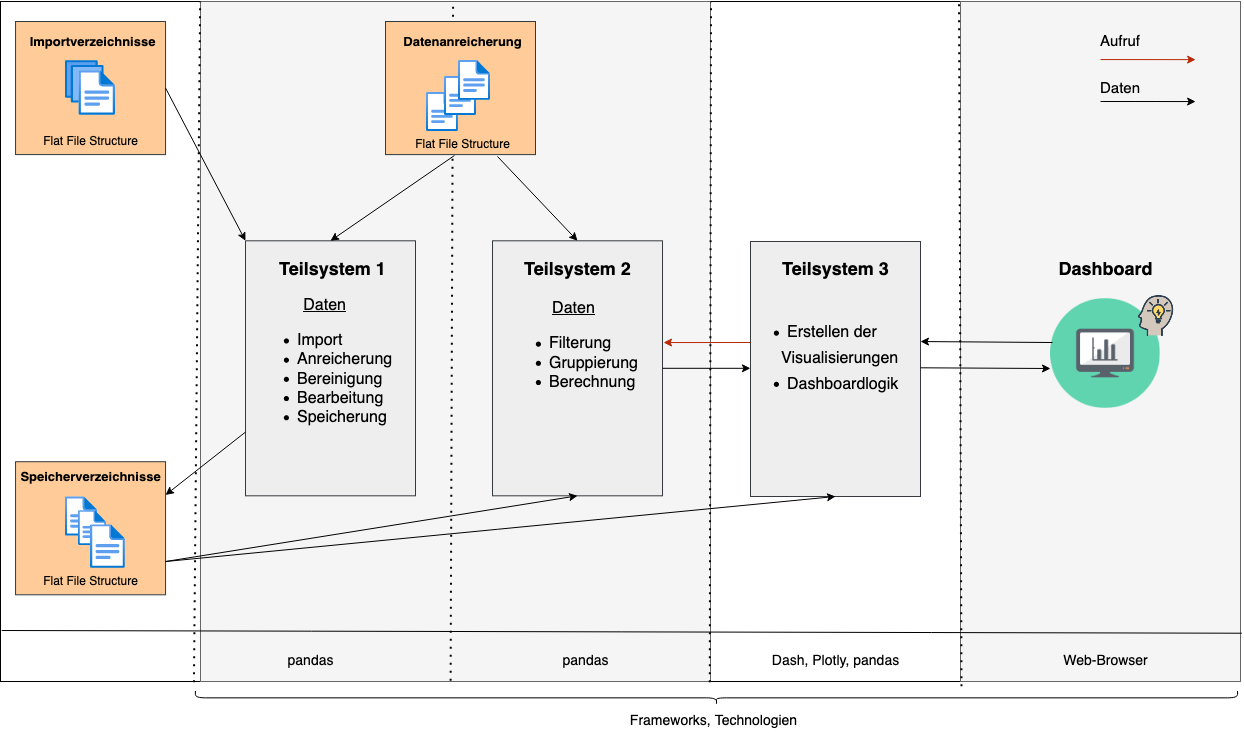 Importverzeichnisse
Flat File Structure
Datenanreicherung
Flat File Structure
Aufruf
Daten
Teilsystem 1
Daten
• Import
• Anreicherung
• Bereinigung
• Bearbeitung
• Speicherung
Teilsystem 2
Daten
• Filterung
• Gruppierung
• Berechnung
Teilsystem 3
• Erstellen der
Visualisierungen
• Dashboardlogik
Dashboard
Speicherverzeichnisse
Flat File Structure
pandas
pandas
Dash, Plotly, pandas
Web-Browser
Frameworks, Technologien